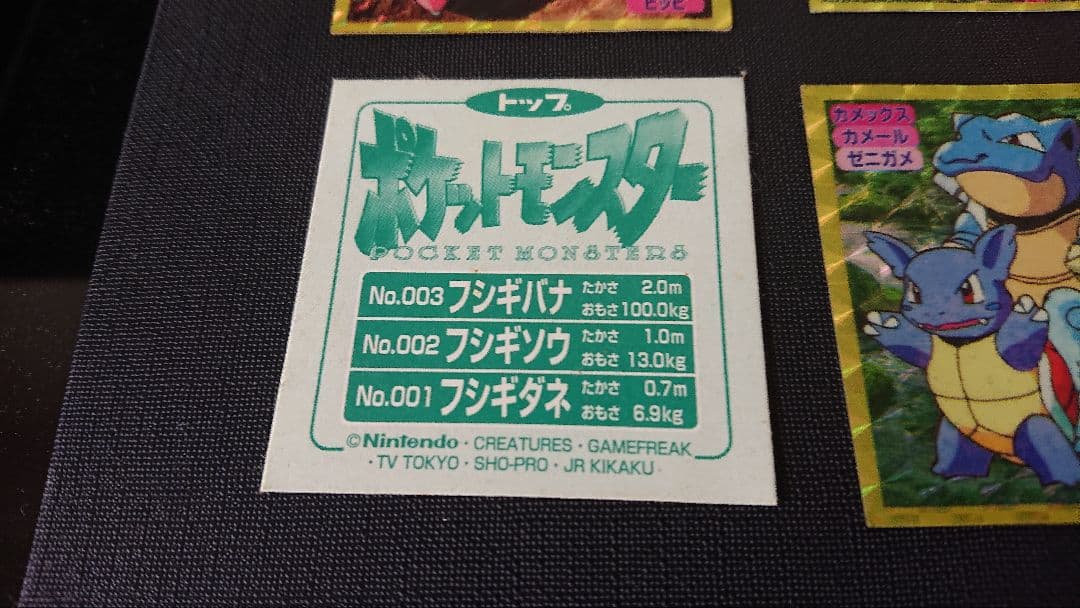 ピッピ
トップ
ポケットモンスター
POCKET MONSTERS
No.003 フシギバナ たかさ 2.0m
おもさ 100.0kg
No.002 フシギソウ たかさ 1.0m
おもさ 13.0kg
No.001 フシギダネ たかさ 0.7m
おもさ 6.9kg
©Nintendo・CREATURES・GAMEFREAK
・TV TOKYO・SHO-PRO・JR KIKAKU
カメックス
カメール
ゼニガメ